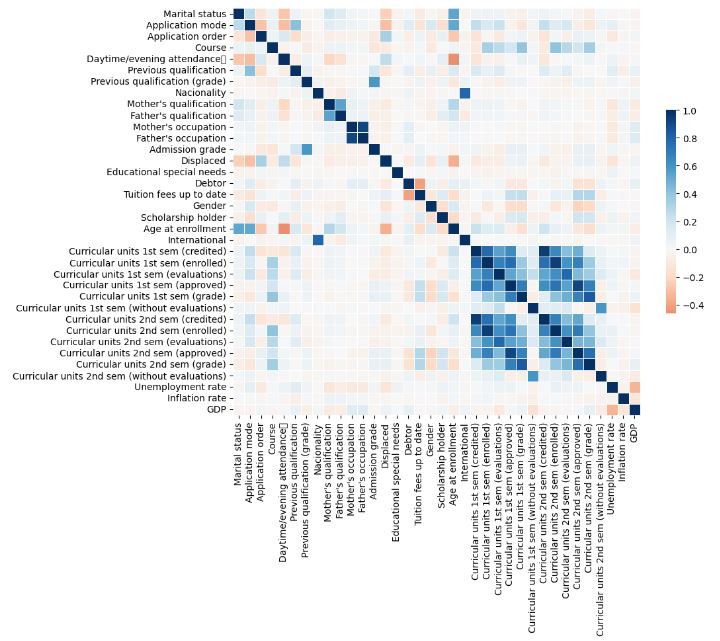 Marital status
Application mode
Application order
Course
Daytime/evening attendance▯
Previous qualification
Previous qualification (grade)
Nacionality
Mother's qualification
Father's qualification
Mother's occupation
Father's occupation
Admission grade
Displaced
Educational special needs
Debtor
Tuition fees up to date
Gender
Scholarship holder
Age at enrollment
International
Curricular units 1st sem (credited)
Curricular units 1st sem (enrolled)
Curricular units 1st sem (evaluations)
Curricular units 1st sem (approved)
Curricular units 1st sem (grade)
Curricular units 1st sem (without evaluations)
Curricular units 2nd sem (credited)
Curricular units 2nd sem (enrolled)
Curricular units 2nd sem (evaluations)
Curricular units 2nd sem (approved)
Curricular units 2nd sem (grade)
Curricular units 2nd sem (without evaluations)
Unemployment rate
Inflation rate
GDP
Marital status
Application mode
Application order
Course
Daytime/evening attendance▯
Previous qualification
Previous qualification (grade)
Nacionality
Mother's qualification
Father's qualification
Mother's occupation
Father's occupation
Admission grade
Displaced
Educational special needs
Debtor
Tuition fees up to date
Gender
Scholarship holder
Age at enrollment
International
Curricular units 1st sem (credited)
Curricular units 1st sem (enrolled)
Curricular units 1st sem (evaluations)
Curricular units 1st sem (approved)
Curricular units 1st sem (grade)
Curricular units 1st sem (without evaluations)
Curricular units 2nd sem (credited)
Curricular units 2nd sem (enrolled)
Curricular units 2nd sem (evaluations)
Curricular units 2nd sem (approved)
Curricular units 2nd sem (grade)
Curricular units 2nd sem (without evaluations)
Unemployment rate
Inflation rate
GDP
1.0
0.8
0.6
0.4
0.2
0.0
−0.2
−0.4